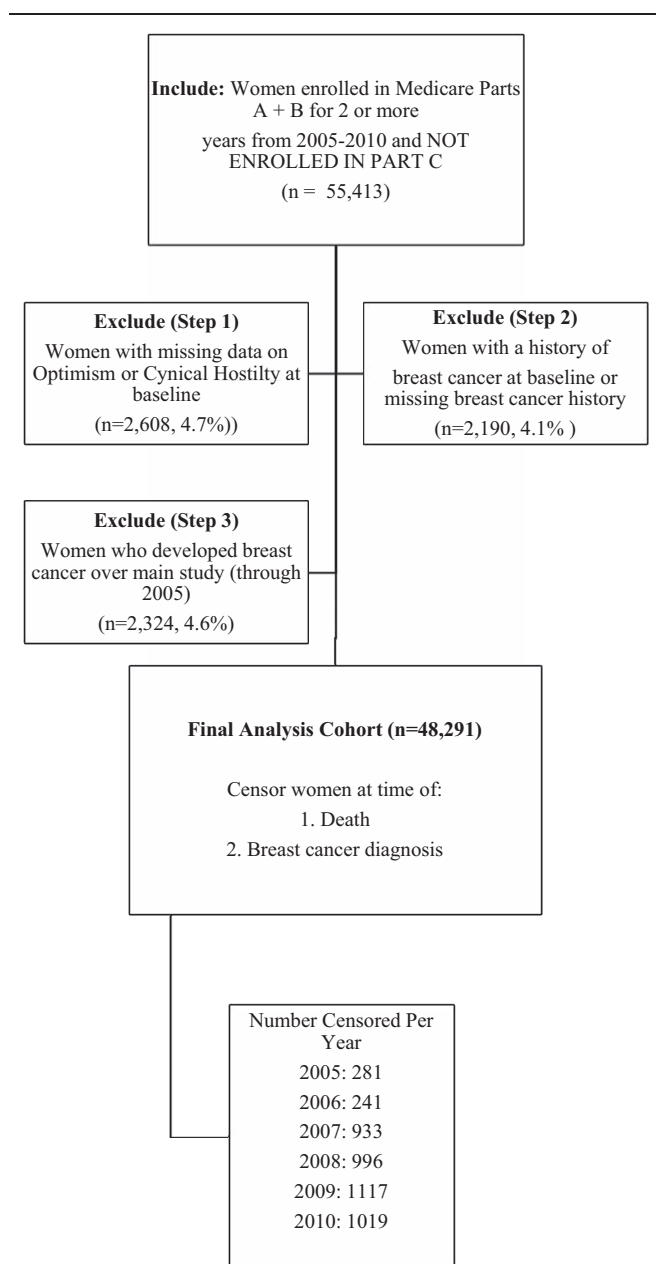 Include: Women enrolled in Medicare Parts
A + B for 2 or more
years from 2005-2010 and NOT
ENROLLED IN PART C
(n = 55,413)
Exclude (Step 1)
Women with missing data on
Optimism or Cynical Hostilty at
baseline
(n=2,608, 4.7%))
Exclude (Step 2)
Women with a history of
breast cancer at baseline or
missing breast cancer history
(n=2,190, 4.1% )
Exclude (Step 3)
Women who developed breast
cancer over main study (through
2005)
(n=2,324, 4.6%)
Final Analysis Cohort (n=48,291)
Censor women at time of:
1. Death
2. Breast cancer diagnosis
Number Censored Per
Year
2005: 281
2006: 241
2007: 933
2008: 996
2009: 1117
2010: 1019